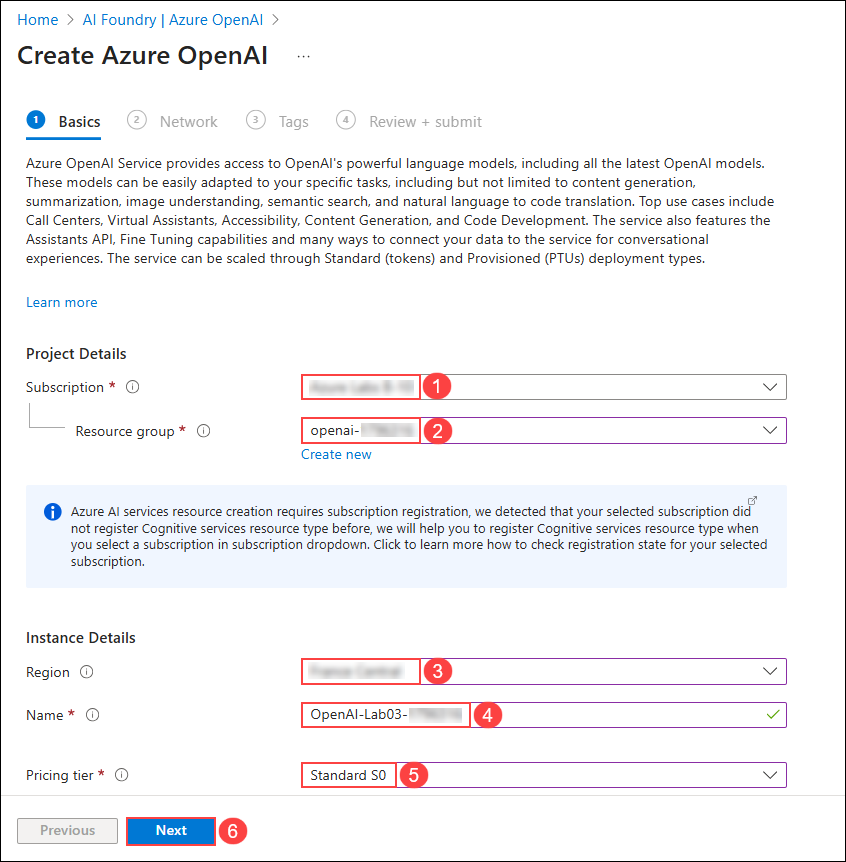 Home > AI Foundry | Azure OpenAI >
Create Azure OpenAI ...
1 Basics 2 Network 3 Tags 4 Review + submit
Azure OpenAI Service provides access to OpenAI's powerful language models, including all the latest OpenAI models.
These models can be easily adapted to your specific tasks, including but not limited to content generation,
summarization, image understanding, semantic search, and natural language to code translation. Top use cases include
Call Centers, Virtual Assistants, Accessibility, Content Generation, and Code Development. The service also features the
Assistants API, Fine Tuning capabilities and many ways to connect your data to the service for conversational
experiences. The service can be scaled through Standard (tokens) and Provisioned (PTUs) deployment types.
Learn more
Project Details
Subscription * 1
Resource group * openai- 2
Create new
Azure AI services resource creation requires subscription registration, we detected that your selected subscription did
not register Cognitive services resource type before, we will help you to register Cognitive services resource type when
you select a subscription in subscription dropdown. Click to learn more how to check registration state for your selected
subscription.
Instance Details
Region 3
Name * OpenAI-Lab03- 4
Pricing tier * Standard S0 5
Previous Next 6